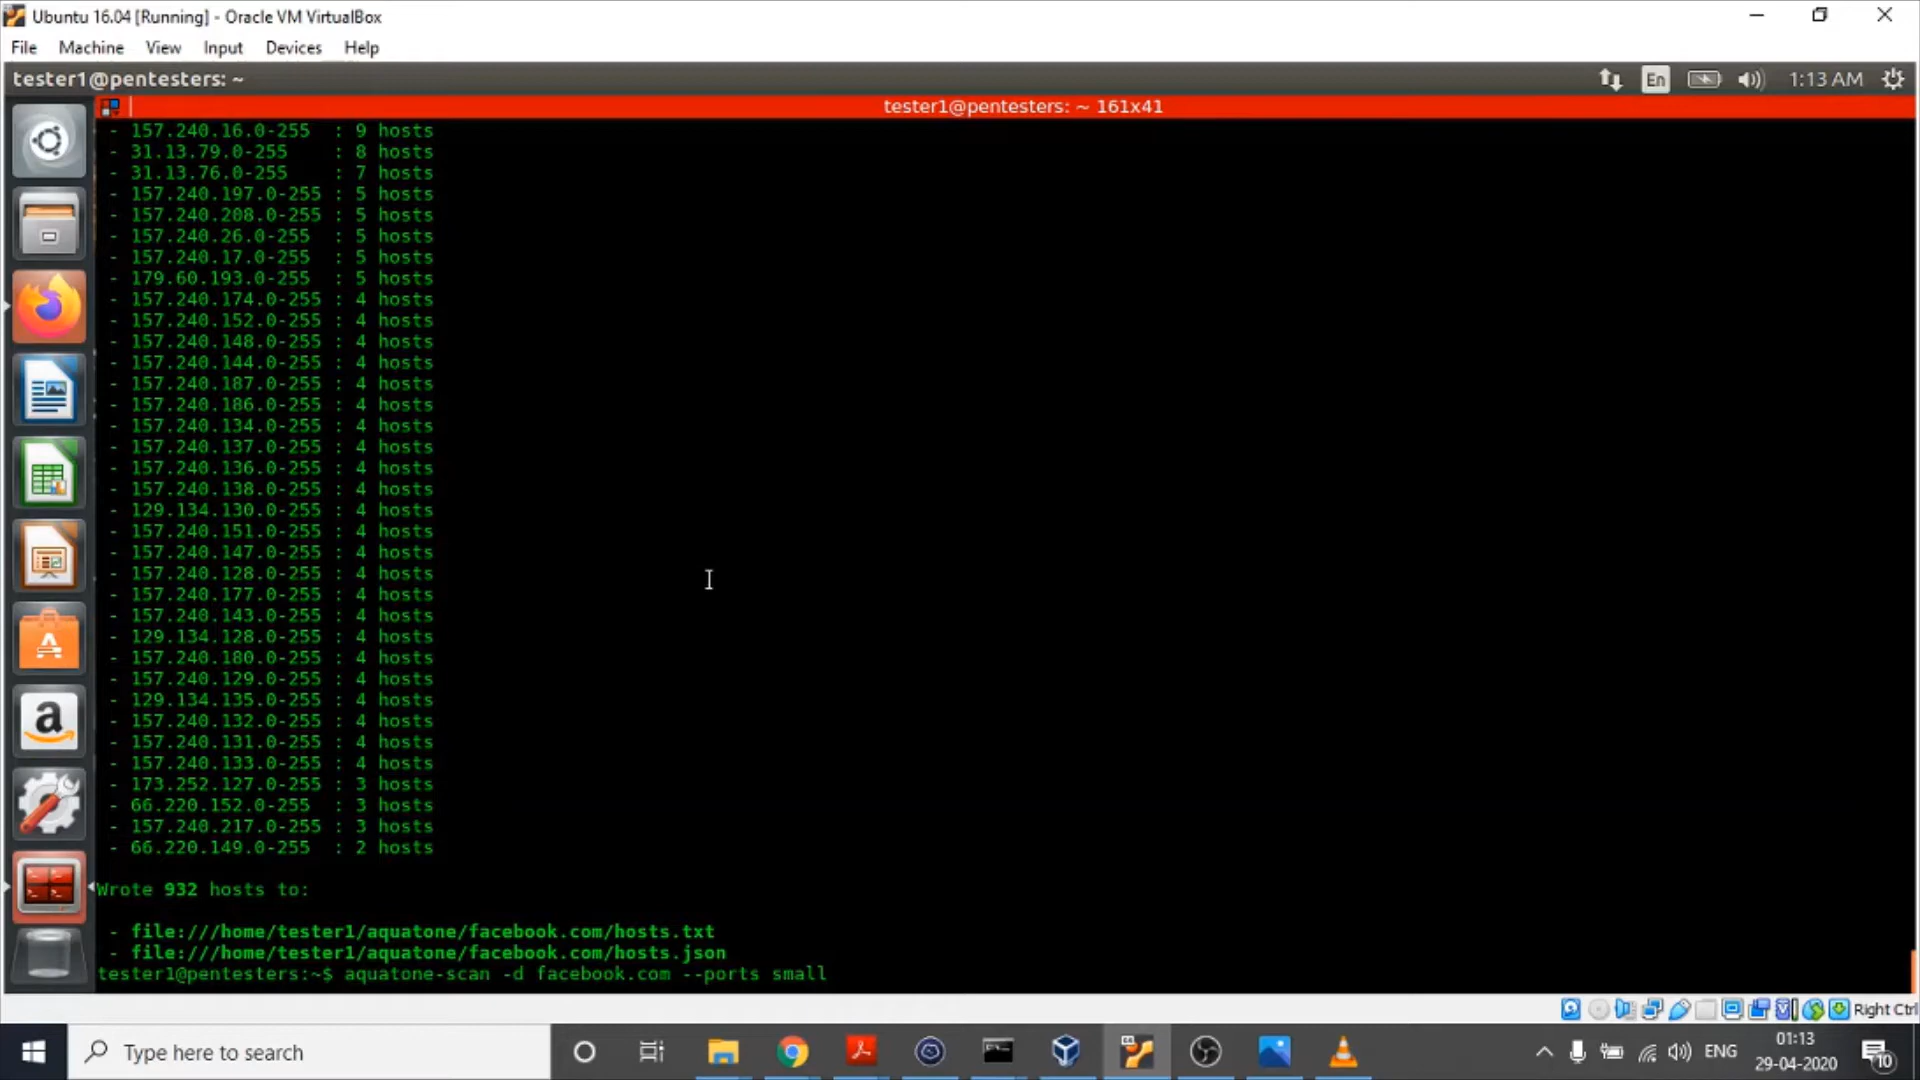 Ubuntu 16.04 [Running] - Oracle VM VirtualBox
File Machine View Input Devices Help
tester1@pentesters: ~
En
1:13 AM
tester1@pentesters: ~ 161x41
- 157.240.16.0-255 : 9 hosts
- 31.13.79.0-255 : 8 hosts
- 31.13.76.0-255 : 7 hosts
- 157.240.197.0-255 : 5 hosts
- 157.240.208.0-255 : 5 hosts
- 157.240.26.0-255 : 5 hosts
- 157.240.17.0-255 : 5 hosts
- 179.60.193.0-255 : 5 hosts
- 157.240.174.0-255 : 4 hosts
- 157.240.152.0-255 : 4 hosts
- 157.240.148.0-255 : 4 hosts
- 157.240.144.0-255 : 4 hosts
- 157.240.187.0-255 : 4 hosts
- 157.240.186.0-255 : 4 hosts
- 157.240.134.0-255 : 4 hosts
- 157.240.137.0-255 : 4 hosts
- 157.240.136.0-255 : 4 hosts
- 157.240.138.0-255 : 4 hosts
- 129.134.130.0-255 : 4 hosts
- 157.240.151.0-255 : 4 hosts
- 157.240.147.0-255 : 4 hosts
- 157.240.128.0-255 : 4 hosts
- 157.240.177.0-255 : 4 hosts
- 157.240.143.0-255 : 4 hosts
- 129.134.128.0-255 : 4 hosts
- 157.240.180.0-255 : 4 hosts
- 157.240.129.0-255 : 4 hosts
- 129.134.135.0-255 : 4 hosts
- 157.240.132.0-255 : 4 hosts
- 157.240.131.0-255 : 4 hosts
- 157.240.133.0-255 : 4 hosts
- 173.252.127.0-255 : 3 hosts
- 66.220.152.0-255 : 3 hosts
- 157.240.217.0-255 : 3 hosts
- 66.220.149.0-255 : 2 hosts
Wrote 932 hosts to:
- file:///home/tester1/aquatone/facebook.com/hosts.txt
- file:///home/tester1/aquatone/facebook.com/hosts.json
tester1@pentesters:~$ aquatone-scan -d facebook.com --ports small
Right Ctrl
Type here to search
ENG
01:13
29-04-2020
10